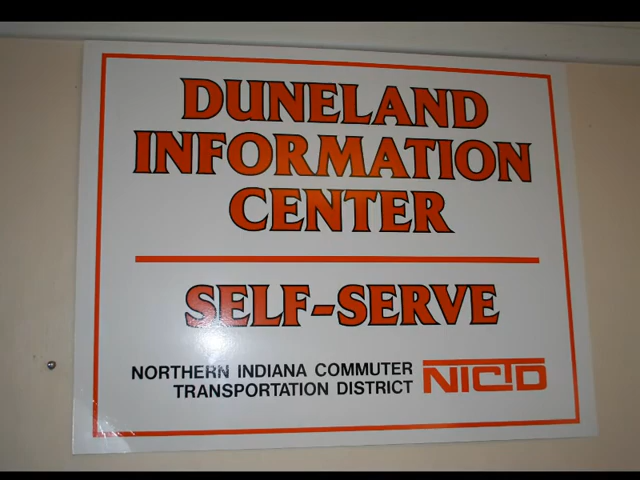 DUNELAND
INFORMATION
CENTER
SELF-SERVE
NORTHERN INDIANA COMMUTER
TRANSPORTATION DISTRICT
NICTD